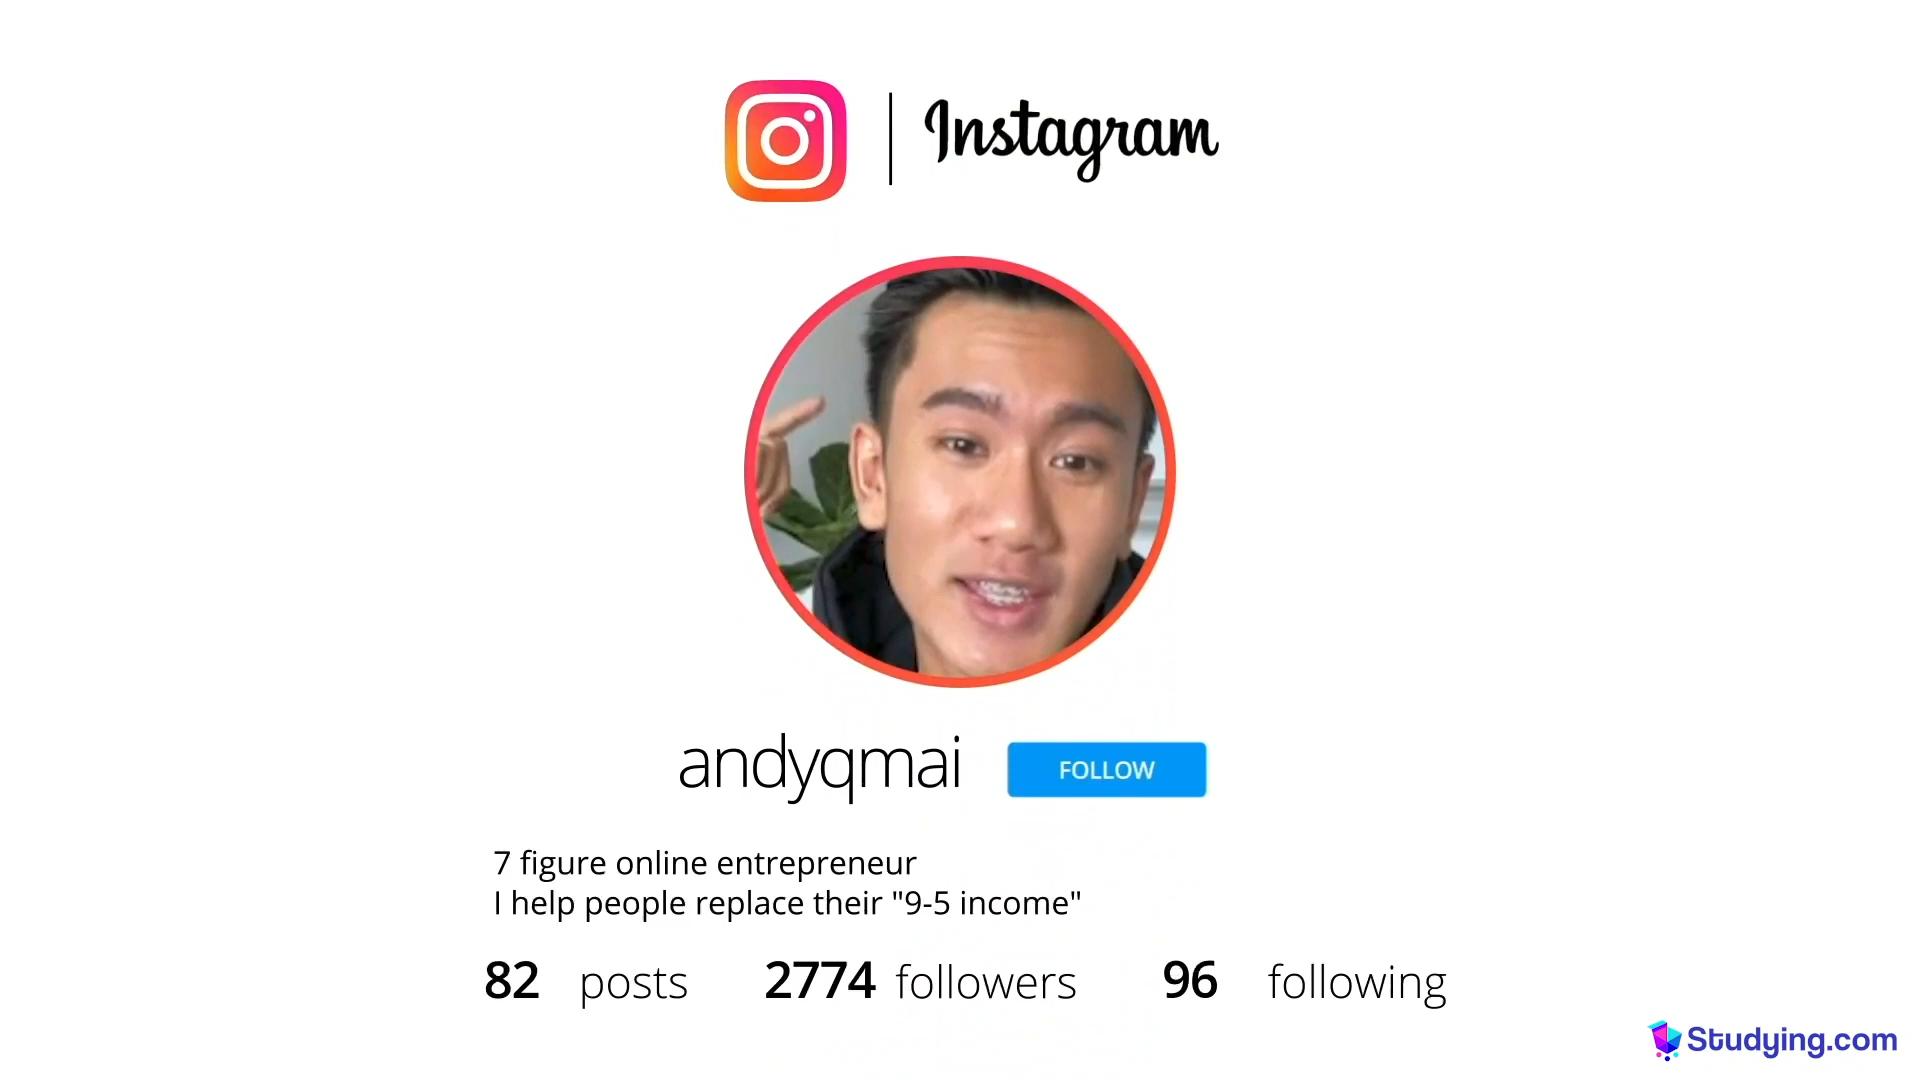 Instagram
andyqmai
FOLLOW
7 figure online entrepreneur
I help people replace their "9-5 income"
82 posts 2774 followers 96 following
Studying.com